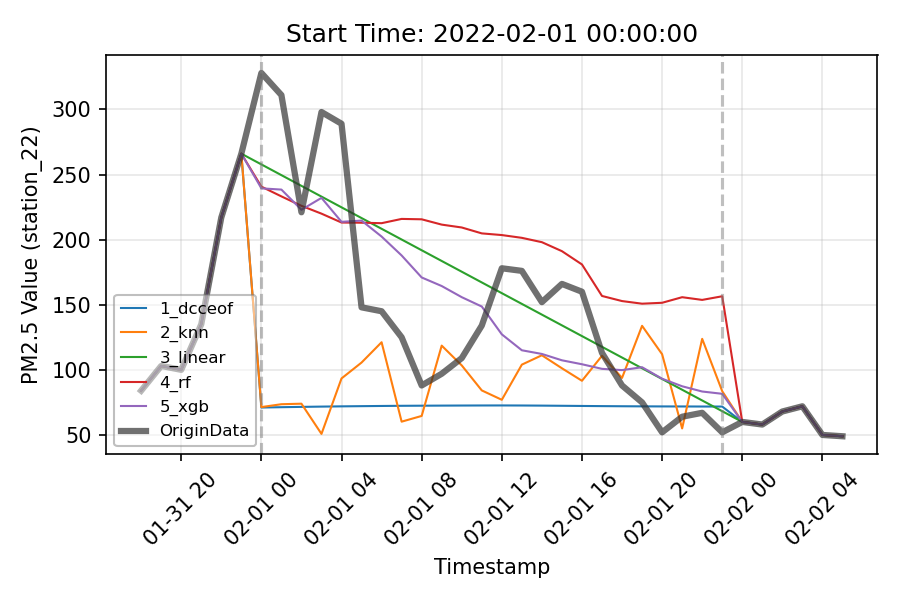 Start Time: 2022-02-01 00:00:00
PM2.5 Value (station_22)
300
250
200
150
100
50
1_dcceof
2_knn
3_linear
4_rf
5_xgb
OriginData
01-31 20
02-01 00
02-01 04
02-01 08
02-01 12
02-01 16
02-01 20
02-02 00
02-02 04
Timestamp